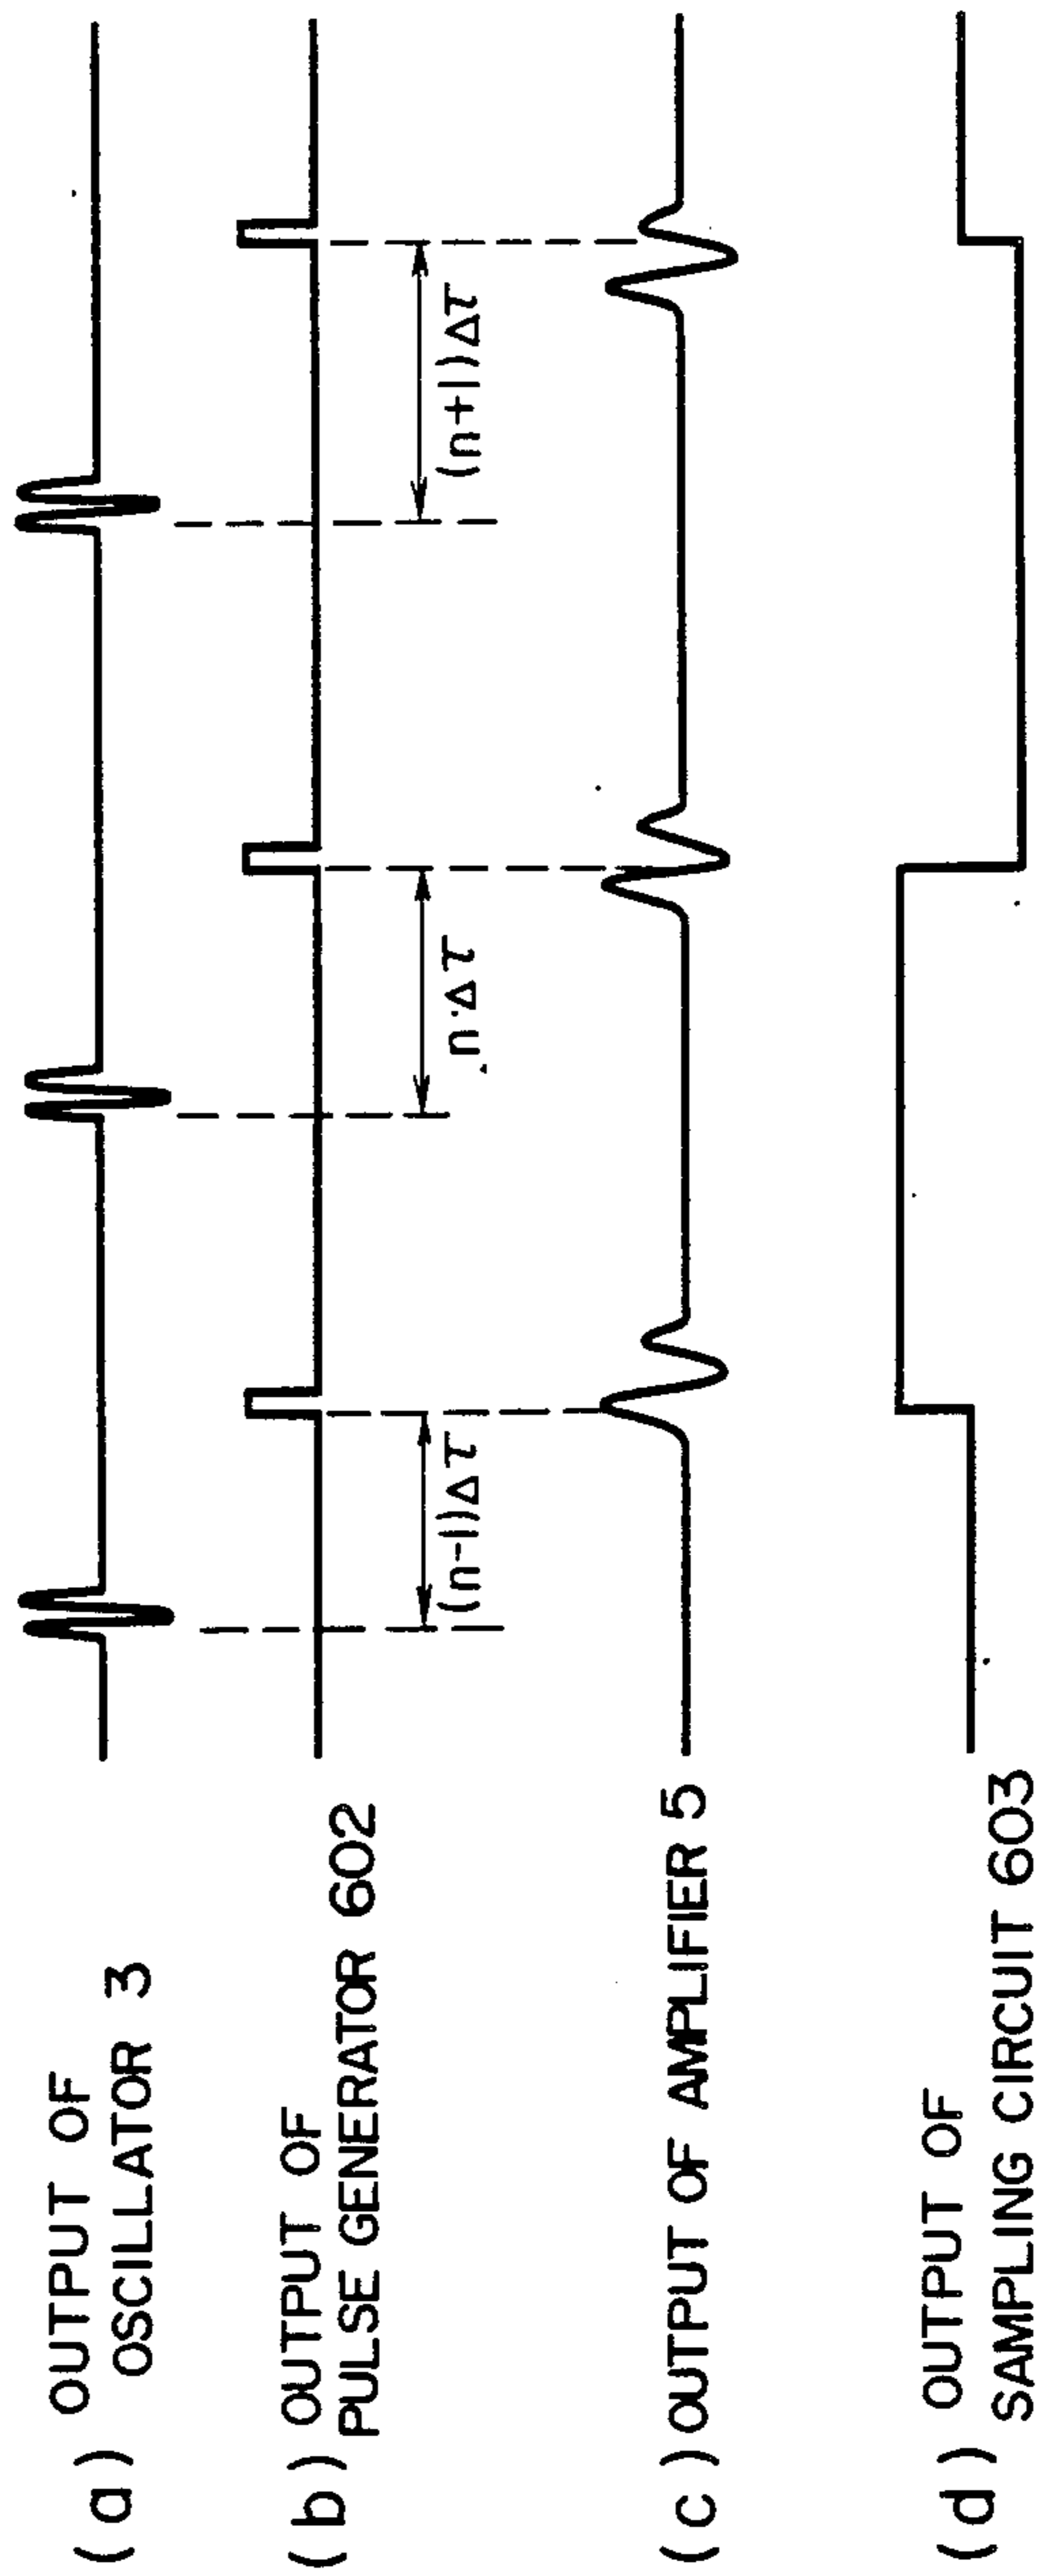 (a) OUTPUT OF
OSCILLATOR 3
(b) OUTPUT OF
PULSE GENERATOR 602
(n-1)Δτ
n·Δτ
(n+1)Δτ
(c) OUTPUT OF AMPLIFIER 5
(d) OUTPUT OF
SAMPLING CIRCUIT 603